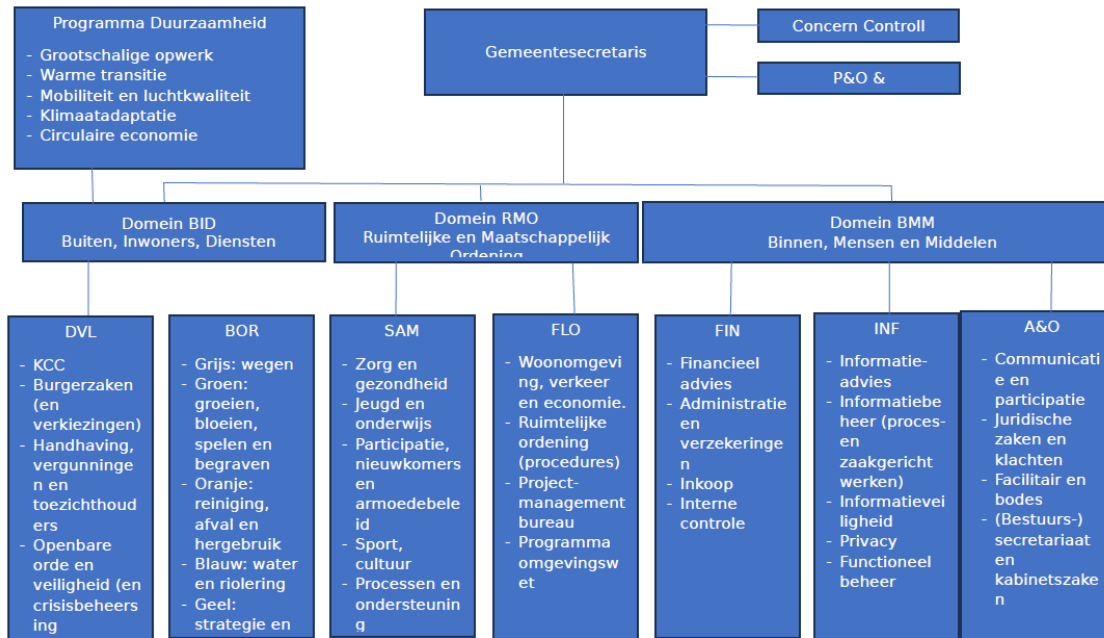 Programma Duurzaamheid
- Grootschalige opwerk
- Warme transitie
- Mobiliteit en luchtkwaliteit
- Klimaatadaptatie
- Circulaire economie
Gemeentesecretaris
Concern Controll
P&O &
Domein BID
Buiten, Inwoners, Diensten
Domein RMO
Ruimtelijke en Maatschappelijk
Ordening
Domein BMM
Binnen, Mensen en Middelen
DVL
- KCC
- Burgerzaken
(en
verkiezingen)
- Handhaving,
vergunninge
n en
toezichthoud
ers
- Openbare
orde en
veiligheid (en
crisisbeheers
ing
BOR
- Grijs: wegen
- Groen:
groeien,
bloeien,
spelen en
begraven
- Oranje:
reiniging,
afval en
hergebruik
- Blauw: water
en riolering
- Geel:
strategie en
SAM
- Zorg en
gezondheid
- Jeugd en
onderwijs
- Participatie,
nieuwkomers
en
armoedebele
id
- Sport,
cultuur
- Processen en
ondersteunin
g
FLO
- Woonomgevi
ng, verkeer
en economie.
- Ruimtelijke
ordening
(procedures)
- Project-
management
bureau
- Programma
omgevingsw
et
FIN
- Financieel
advies
- Administratie
en
verzekeringe
n
- Inkoop
- Interne
controle
INF
- Informatie-
advies
- Informatiebe
heer (proces-
en
zaakgericht
werken)
- Informatievei
ligheid
- Privacy
- Functioneel
beheer
A&O
- Communicati
e en
participatie
- Juridische
zaken en
klachten
- Facilitair en
bodes
- (Bestuurs-)
secretariaat
en
kabinetszake
n